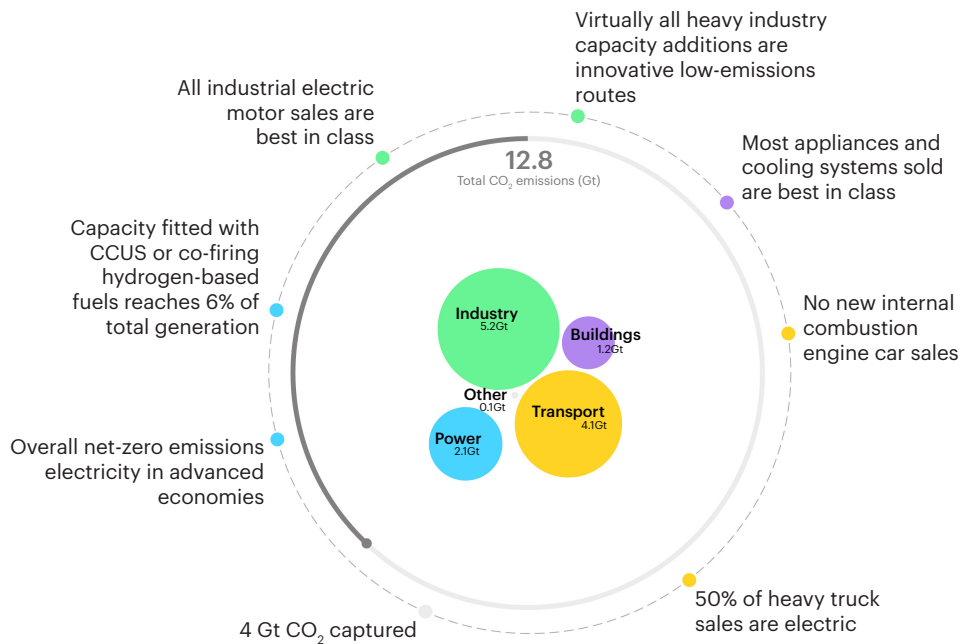 Virtually all heavy industry
capacity additions are
innovative low-emissions
routes
All industrial electric
motor sales are
best in class
12.8
Total CO₂ emissions (Gt)
Most appliances and
cooling systems sold
are best in class
Capacity fitted with
CCUS or co-firing
hydrogen-based
fuels reaches 6% of
total generation
Industry
5.2Gt
Buildings
1.2Gt
No new internal
combustion
engine car sales
Other
0.1Gt
Transport
4.1Gt
Power
2.1Gt
Overall net-zero emissions
electricity in advanced
economies
50% of heavy truck
sales are electric
4 Gt CO₂ captured